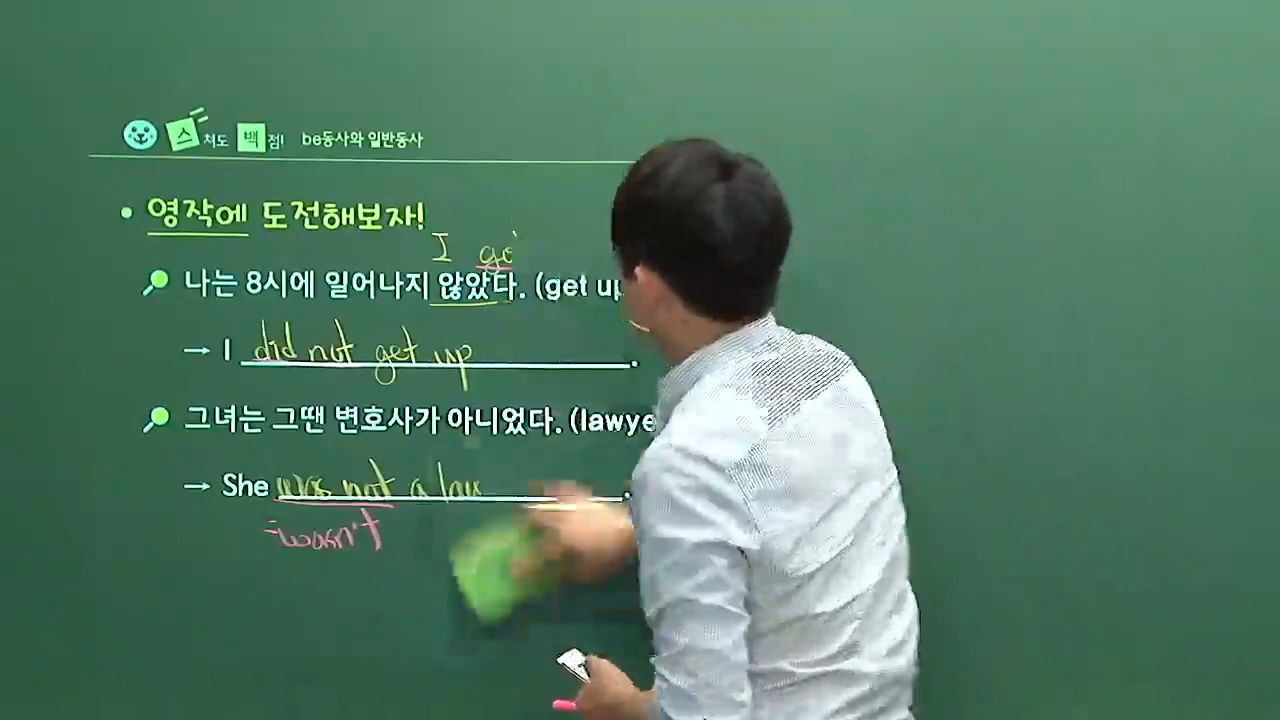 스쳐도 백점! be동사와 일반동사
• 영작에 도전해보자!
I
나는 8시에 일어나지 않았다. (get up
→ I did not get up.
그녀는 그땐 변호사가 아니었다. (lawye
→ She was not a law.
wasn't